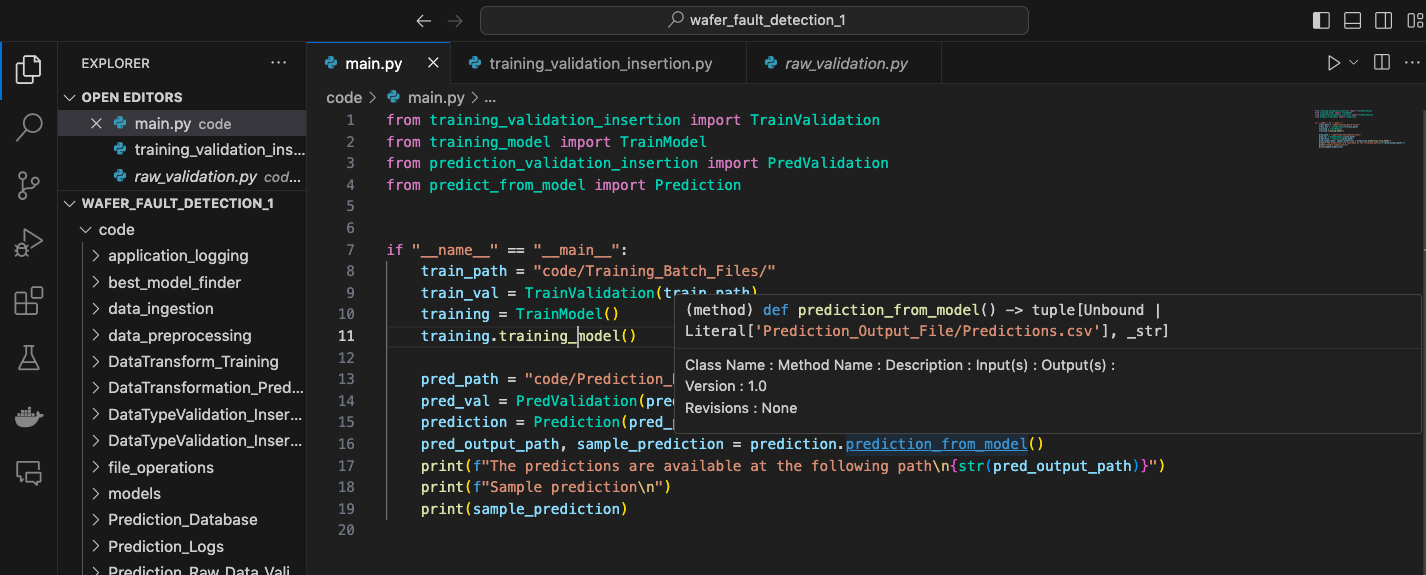 wafer_fault_detection_1
EXPLORER
OPEN EDITORS
main.py code
training_validation_ins...
raw_validation.py cod...
WAFER_FAULT_DETECTION_1
code
application_logging
best_model_finder
data_ingestion
data_preprocessing
DataTransform_Training
DataTransformation_Pred...
DataTypeValidation_Inser...
DataTypeValidation_Inser...
file_operations
models
Prediction_Database
Prediction_Logs
Prediction_Raw_Data_Vali
main.py
training_validation_insertion.py
raw_validation.py
code > main.py > ...
1 from training_validation_insertion import TrainValidation
2 from training_model import TrainModel
3 from prediction_validation_insertion import PredValidation
4 from predict_from_model import Prediction
5
6
7 if "__name__" == "__main__":
8 train_path = "code/Training_Batch_Files/"
9 train_val = TrainValidation(train_path)
10 training = TrainModel()
11 training.training_model()
12
13 pred_path = "code/Prediction_
14 pred_val = PredValidation(pre
15 prediction = Prediction(pred_
16 pred_output_path, sample_prediction = prediction.prediction_from_model()
17 print(f"The predictions are available at the following path\n{str(pred_output_path)}")
18 print(f"Sample prediction\n")
19 print(sample_prediction)
20
(method) def prediction_from_model() -> tuple[Unbound |
Literal['Prediction_Output_File/Predictions.csv'], _str]
Class Name : Method Name : Description : Input(s) : Output(s) :
Version : 1.0
Revisions : None